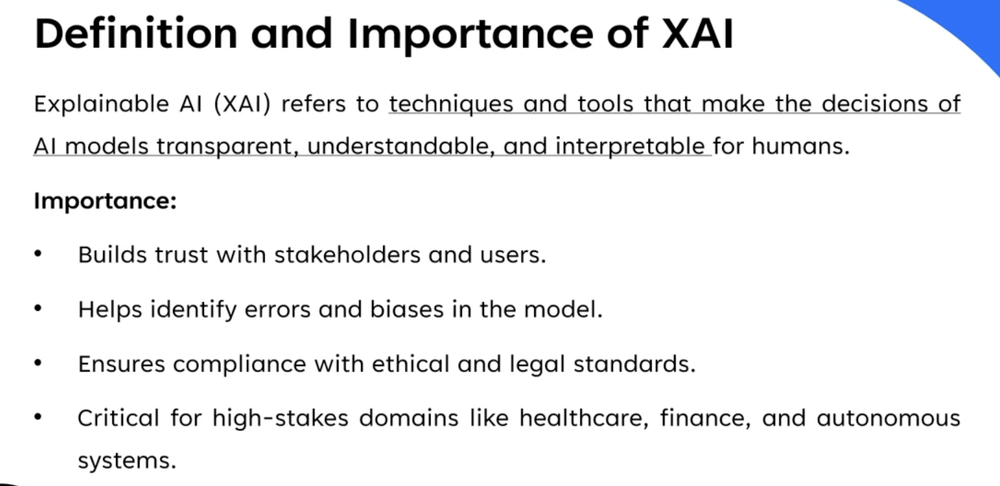 Definition and Importance of XAI
Explainable AI (XAI) refers to techniques and tools that make the decisions of
AI models transparent, understandable, and interpretable for humans.
Importance:
• Builds trust with stakeholders and users.
• Helps identify errors and biases in the model.
• Ensures compliance with ethical and legal standards.
• Critical for high-stakes domains like healthcare, finance, and autonomous
systems.